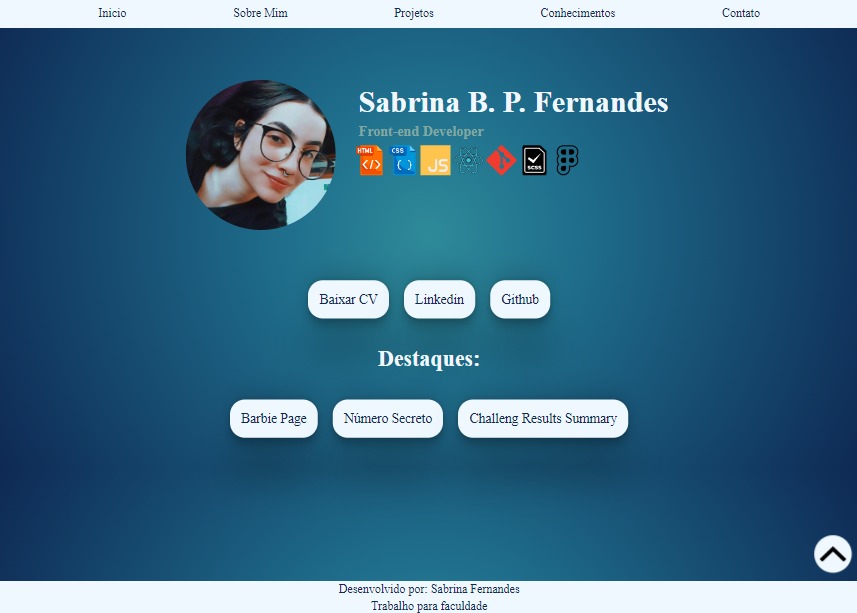 Inicio Sobre Mim Projetos Conhecimentos Contato
Sabrina B. P. Fernandes
Front-end Developer
HTML CSS JS SCSS
Baixar CV Linkedin Github
Destaques:
Barbie Page Número Secreto Challeng Results Summary
Desenvolvido por: Sabrina Fernandes
Trabalho para faculdade